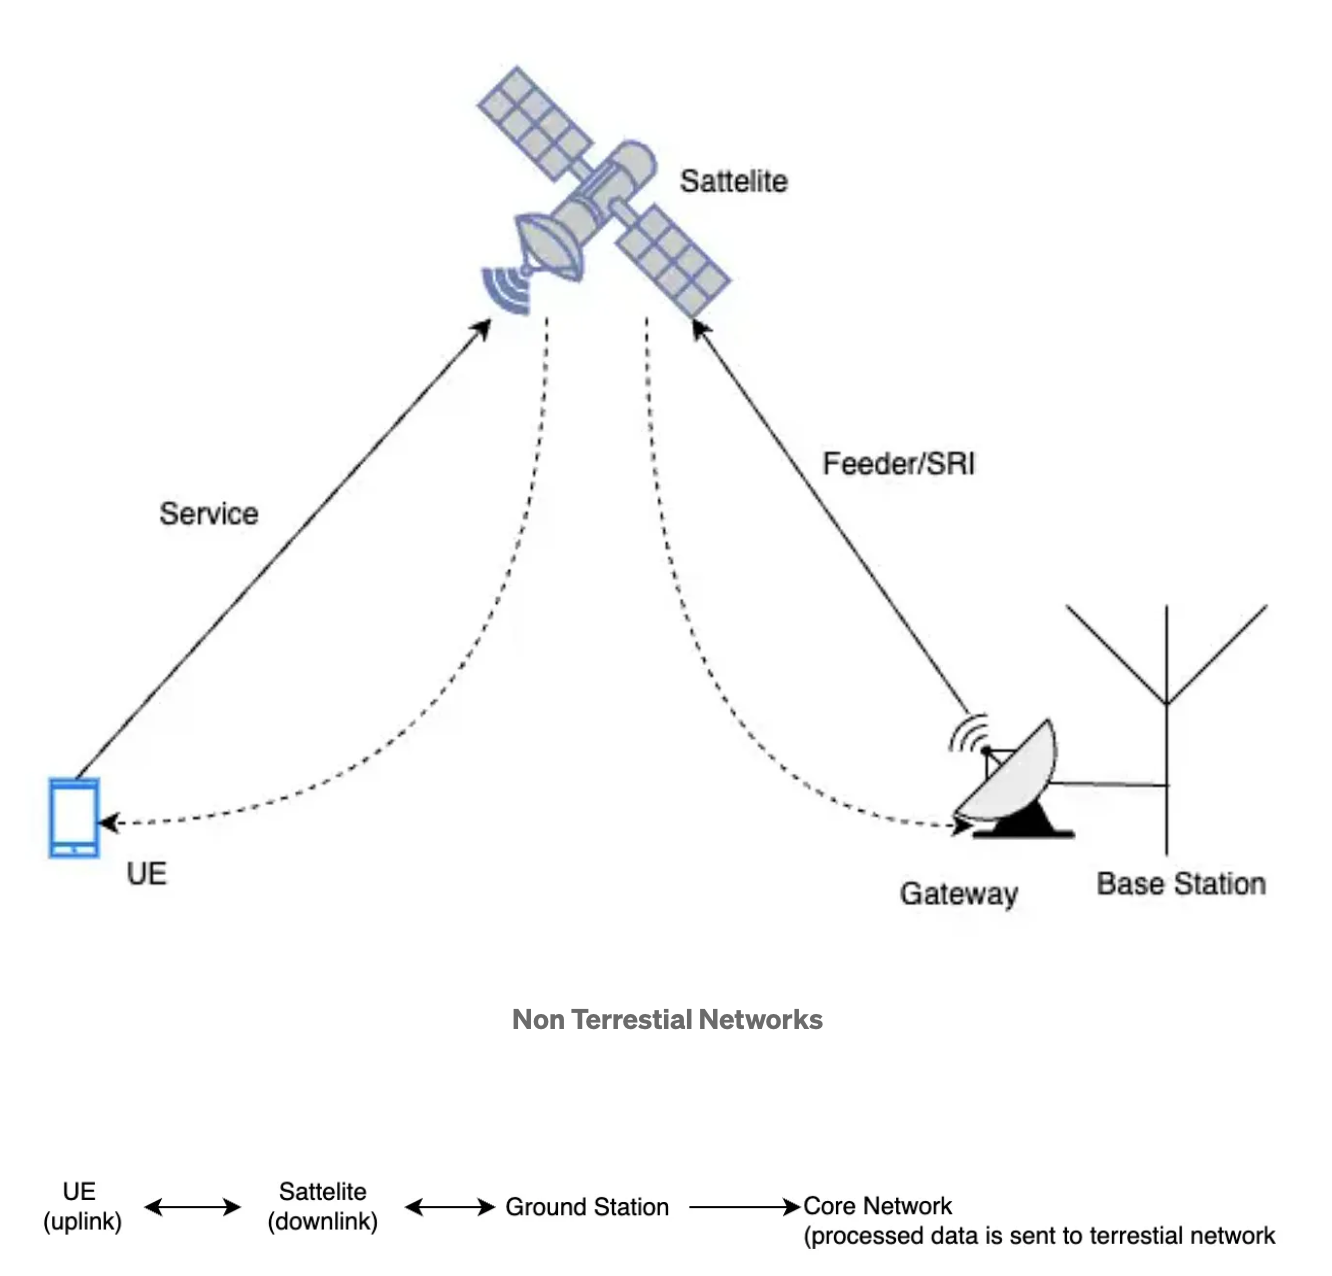 Sattelite
Feeder/SRI
Service
UE
Gateway
Base Station
Non Terrestial Networks
UE
(uplink)
Sattelite
(downlink)
Ground Station
Core Network
(processed data is sent to terrestial network